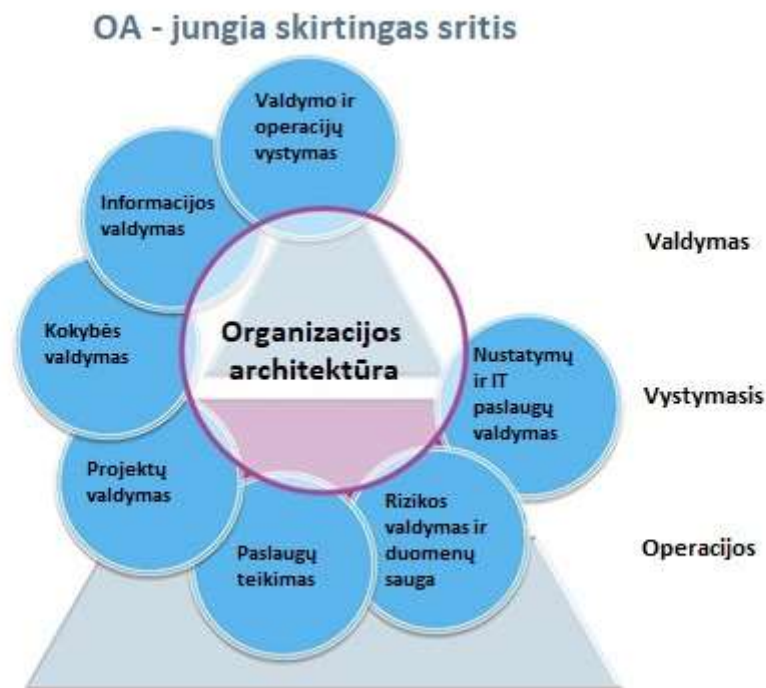 OA - jungia skirtingas sritis
Valdymo ir
operacijų
vystymas
Informacijos
valdymas
Valdymas
Kokybės
valdymas
Organizacijos
architektūra
Nustatymų
ir IT
paslaugų
valdymas
Vystymasis
Projektų
valdymas
Paslaugų
teikimas
Rizikos
valdymas ir
duomenų
sauga
Operacijos